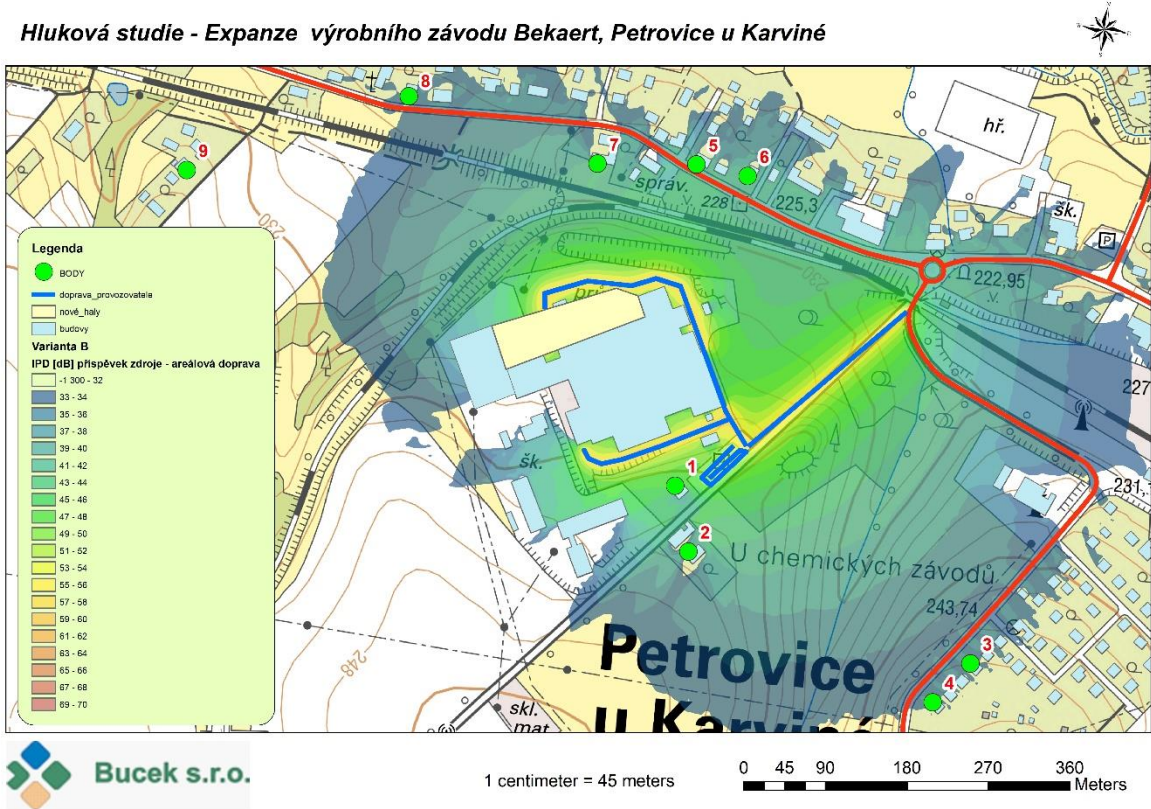 Hluková studie - Expanze výrobního závodu Bekaert, Petrovice u Karviné
8
hř.
9
7
5
6
správ.
228
225,3
šk.
P
230
230
222,95
Legenda
BODY
doprava_provozovatele
nové_haly
budovy
Varianta B
IPD [dB] příspěvek zdroje - areálová doprava
-1 300 - 32
33 - 34
35 - 36
37 - 38
39 - 40
41 - 42
43 - 44
45 - 46
47 - 48
49 - 50
51 - 52
53 - 54
55 - 56
57 - 58
59 - 60
61 - 62
63 - 64
65 - 66
67 - 68
69 - 70
227
šk.
1
231,
2
U chemických závodů
243,74
248
Petrovice
u Karviné
3
4
skl.
mat.
Bucek s.r.o.
1 centimeter = 45 meters
0 45 90 180 270 360
Meters